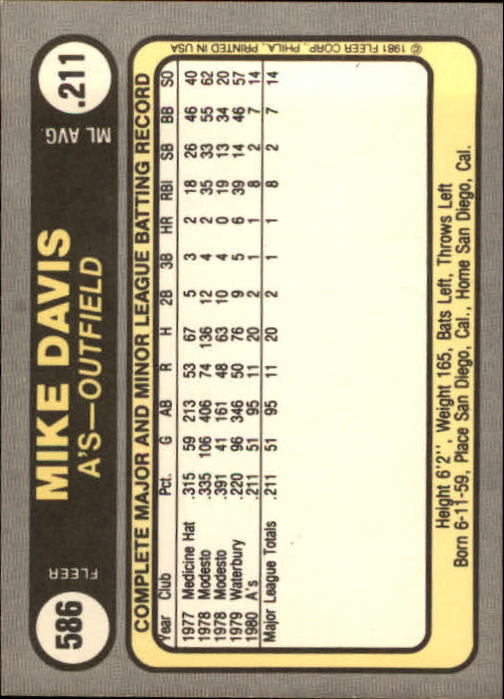 586
FLEER
MIKE DAVIS
A'S—OUTFIELD
ML AVG.
.211
COMPLETE MAJOR AND MINOR LEAGUE BATTING RECORD
Year Club Pct. G AB R H 2B 3B HR RBI SB BB SO
1977 Medicine Hat .315 59 213 53 67 5 3 2 18 26 46 40
1978 Modesto .335 106 406 74 136 12 4 2 35 33 55 62
1978 Modesto .391 41 161 48 63 10 4 0 19 13 34 20
1979 Waterbury .220 96 346 50 76 9 5 6 39 14 46 57
1980 A's .211 51 95 11 20 2 1 1 8 2 7 14
Major League Totals .211 51 95 11 20 2 1 1 8 2 7 14
Height 6'2", Weight 165, Bats Left, Throws Left
Born 6-11-59, Place San Diego, Cal., Home San Diego, Cal.
© 1981 FLEER CORP., PHILA., PRINTED IN USA